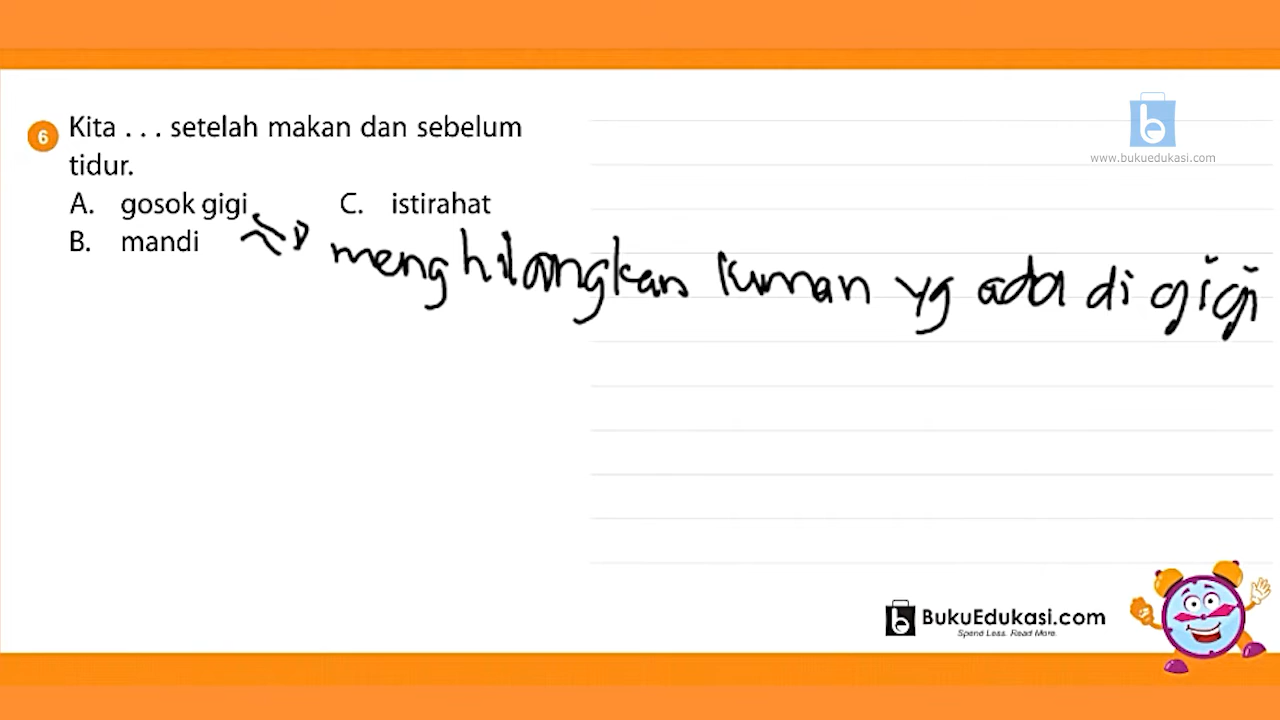 6 Kita . . . setelah makan dan sebelum
tidur.
A. gosok gigi C. istirahat
B. mandi
menghilangkan kuman yg ada di gigi
b
www.bukuedukasi.com
b BukuEdukasi.com
Spend Less. Read More.